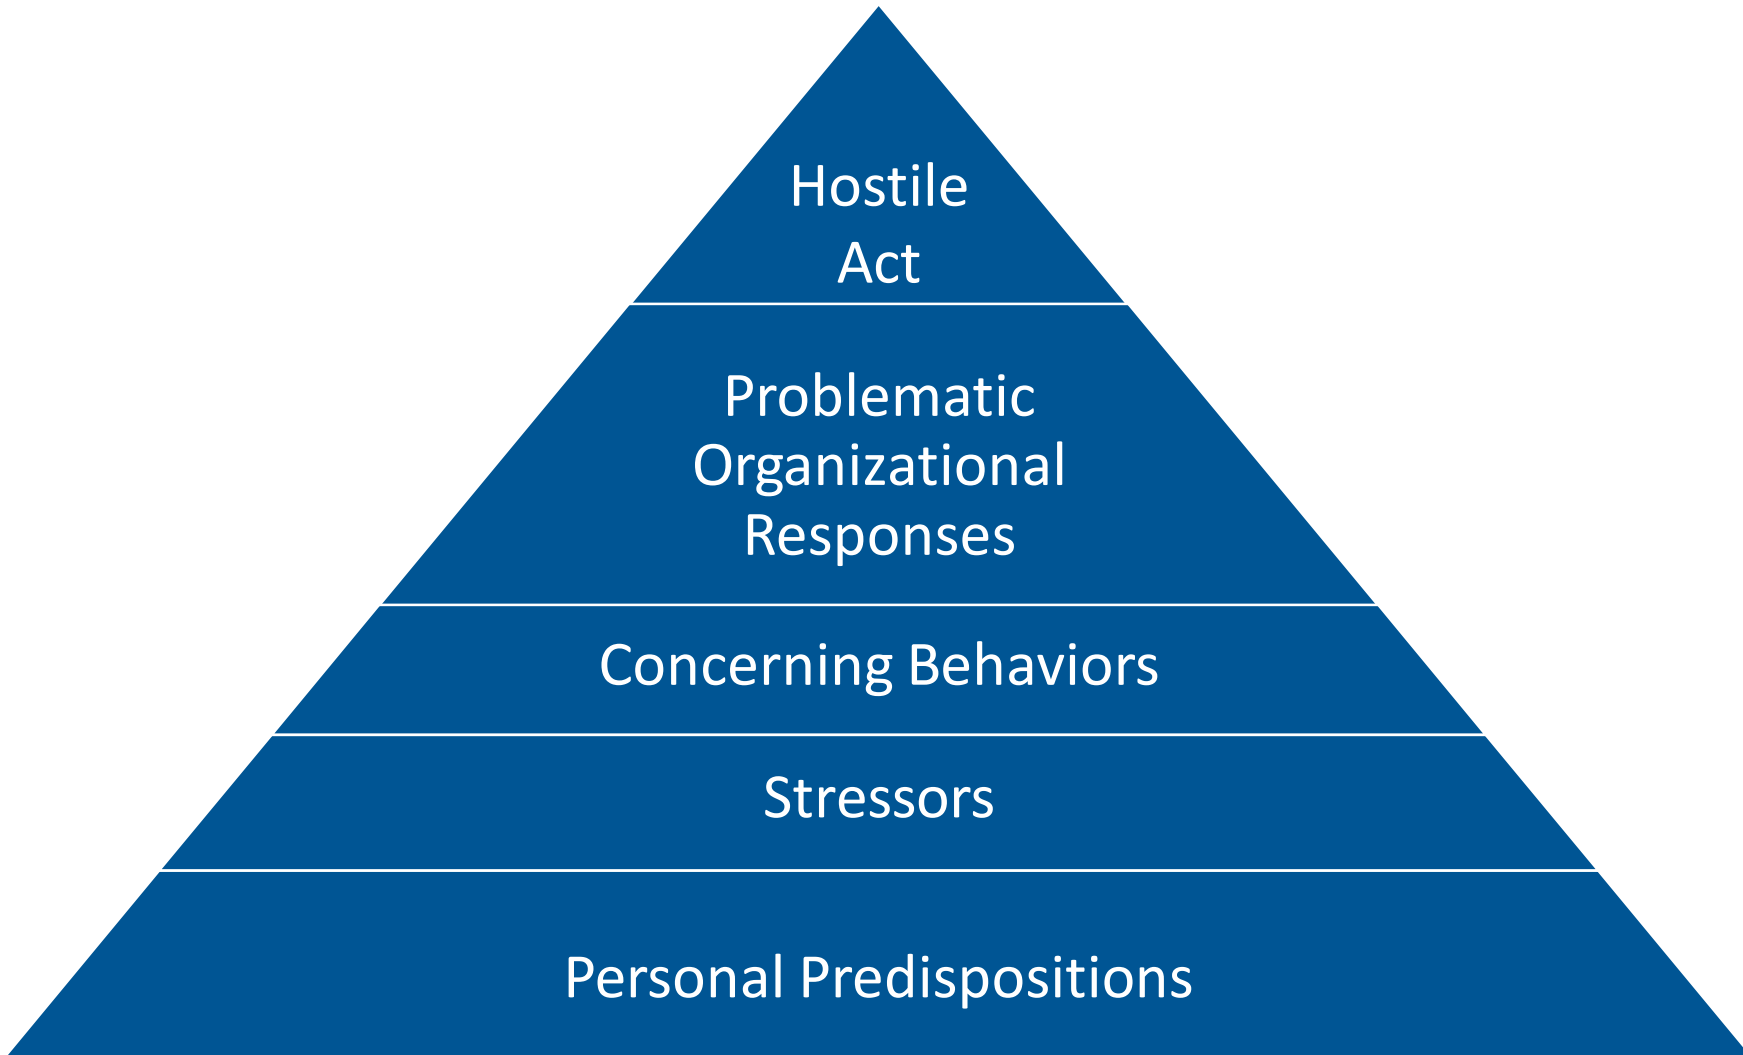 Hostile
Act
Problematic
Organizational
Responses
Concerning Behaviors
Stressors
Personal Predispositions